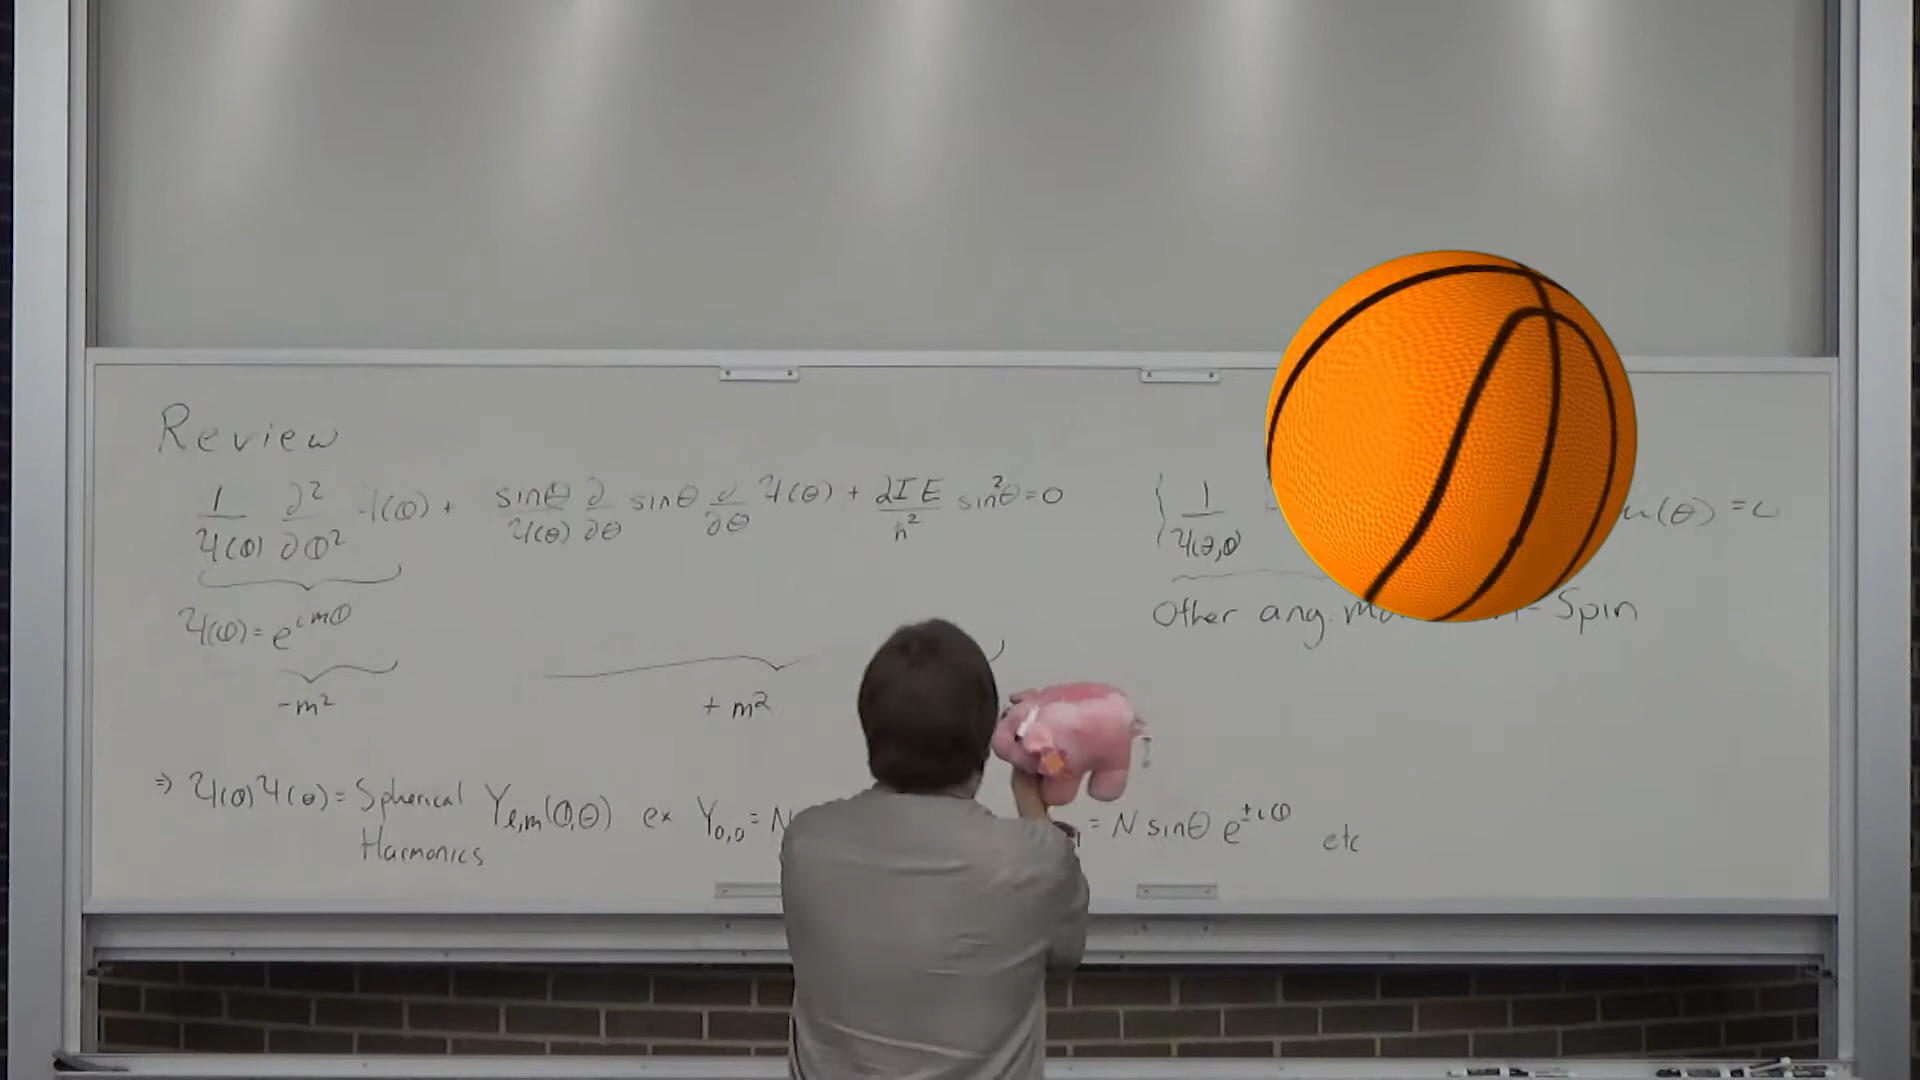 Review
1/Ψ(Φ) ∂²/∂Φ² Ψ(Φ) + sinθ/Ψ(θ) ∂/∂θ sinθ ∂/∂θ Ψ(θ) + 2IE/ħ² sin²θ = 0
{ 1/Ψ(θ,Φ)
(θ) =
Ψ(Φ) = e^{imΦ}
Other ang. - Spin
-m²
+ m²
⇒ Ψ(Φ)Ψ(θ) = Spherical Harmonics Y_{l,m}(Φ,θ) ex Y_{0,0} = N = N sinθ e^{±iΦ} etc